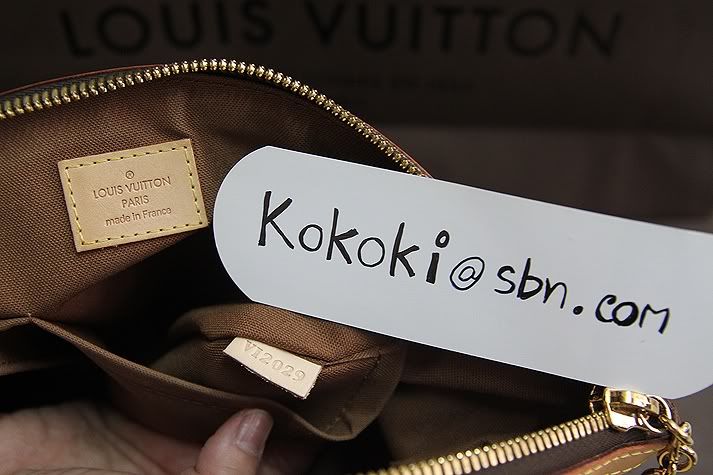 LOUIS VUITTON
LOUIS VUITTON
PARIS
made in France
Kokoki@sbn.com
VI2029